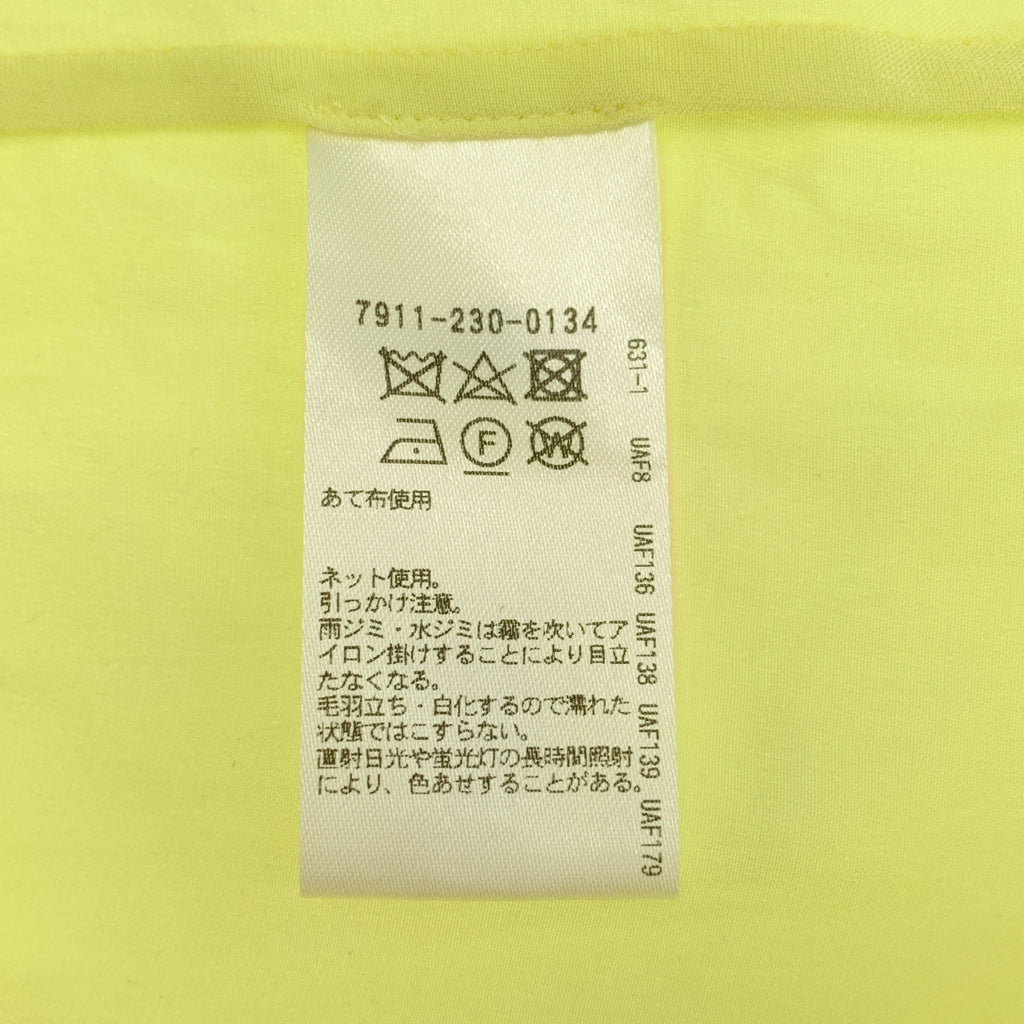 7911-230-0134
F
W
あて布使用
ネット使用。
引っかけ注意。
雨ジミ・水ジミは霧を吹いてア
イロン掛けすることにより目立
たなくなる。
毛羽立ち・白化するので濡れた
状態ではこすらない。
直射日光や蛍光灯の長時間照射
により、色あせすることがある。
631-1 UAF8 UAF136 UAF138 UAF139 UAF179